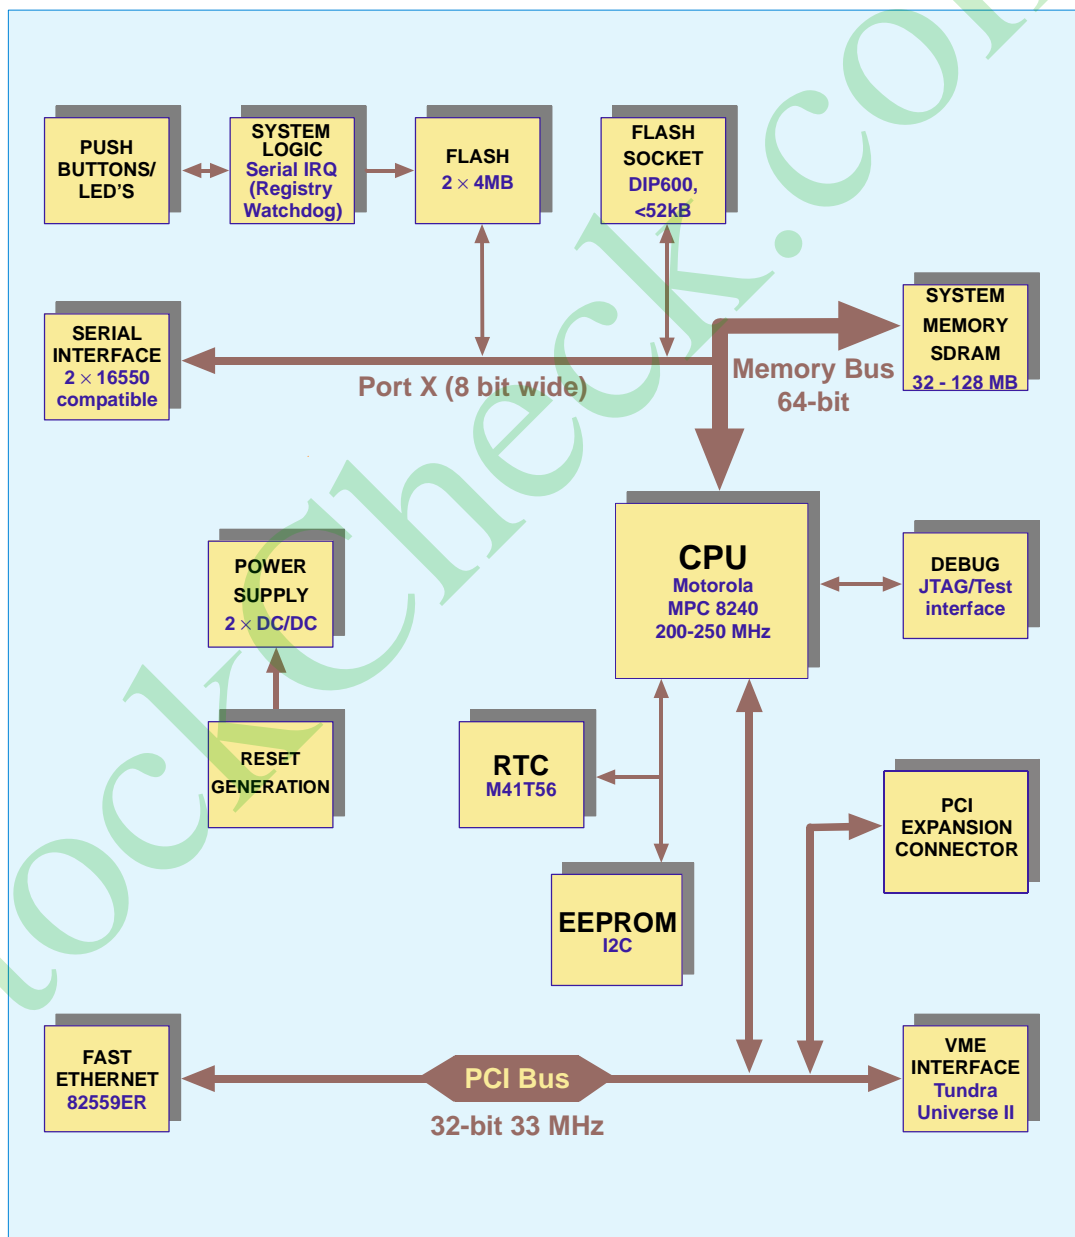 PUSH
BUTTONS/
LED'S
SYSTEM
LOGIC
Serial IRQ
(Registry
Watchdog)
FLASH
2 × 4MB
FLASH
SOCKET
DIP600,
<52kB
SERIAL
INTERFACE
2 × 16550
compatible
Port X (8 bit wide)
Memory Bus
64-bit
SYSTEM
MEMORY
SDRAM
32 - 128 MB
POWER
SUPPLY
2 × DC/DC
CPU
Motorola
MPC 8240
200-250 MHz
DEBUG
JTAG/Test
interface
RESET
GENERATION
RTC
M41T56
PCI
EXPANSION
CONNECTOR
EEPROM
I2C
FAST
ETHERNET
82559ER
PCI Bus
32-bit 33 MHz
VME
INTERFACE
Tundra
Universe II
lockCheck.com